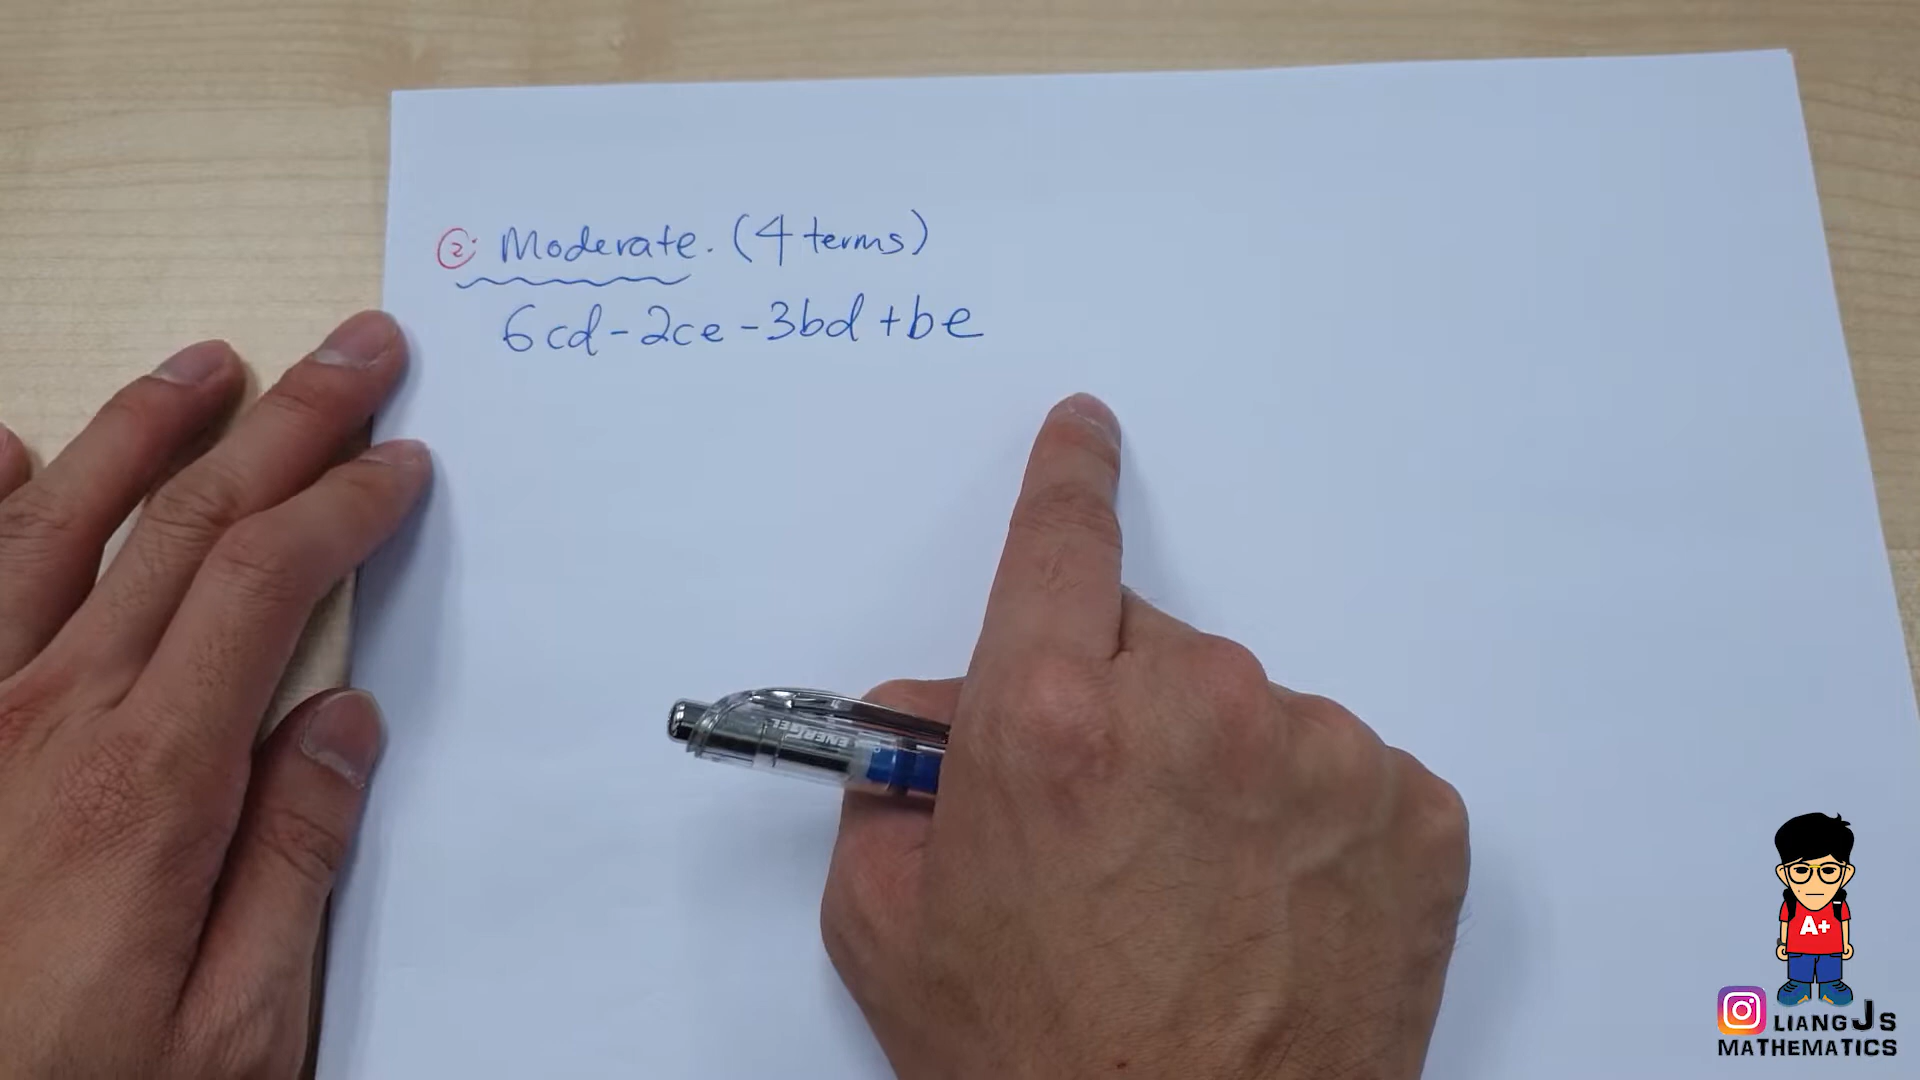 ②. Moderate. (4 terms)
6cd-2ce-3bd+be
ENERGEL
A+
LIANGJS
MATHEMATICS